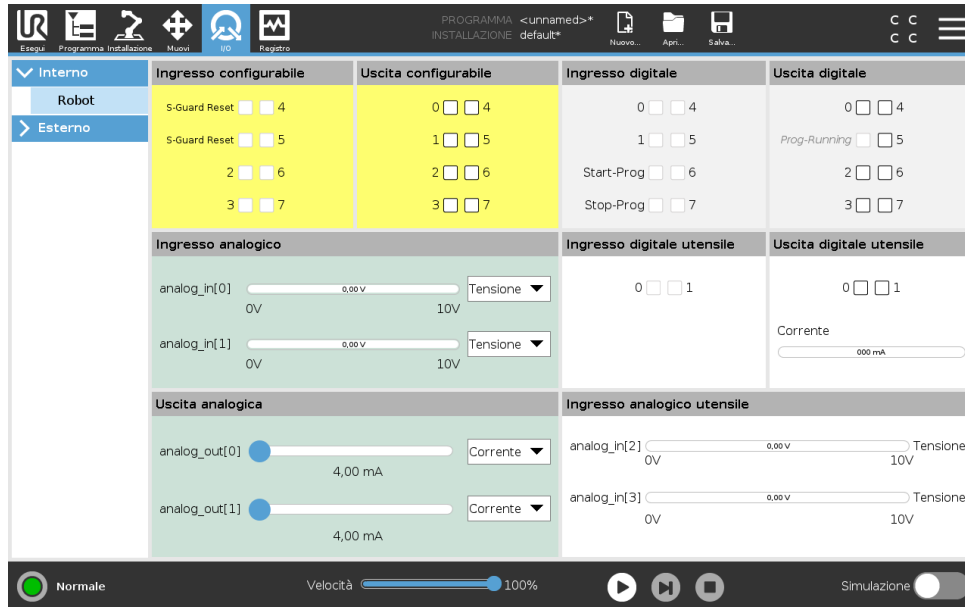 UR
Esegui
Programma
Installazione
Muovi
I/O
Registro
PROGRAMMA <unnamed>*
INSTALLAZIONE default*
Nuovo...
Apri...
Salva...
C C
C C
Interno
Robot
Esterno
Ingresso configurabile
S-Guard Reset 4
S-Guard Reset 5
2 6
3 7
Uscita configurabile
0 4
1 5
2 6
3 7
Ingresso digitale
0 4
1 5
Start-Prog 6
Stop-Prog 7
Uscita digitale
0 4
Prog-Running 5
2 6
3 7
Ingresso analogico
analog_in[0] 0,00 V Tensione
0V 10V
analog_in[1] 0,00 V Tensione
0V 10V
Ingresso digitale utensile
0 1
Uscita digitale utensile
0 1
Corrente
000 mA
Uscita analogica
analog_out[0] Corrente
4,00 mA
analog_out[1] Corrente
4,00 mA
Ingresso analogico utensile
analog_in[2] 0,00 V Tensione
0V 10V
analog_in[3] 0,00 V Tensione
0V 10V
Normale
Velocità 100%
Simulazione